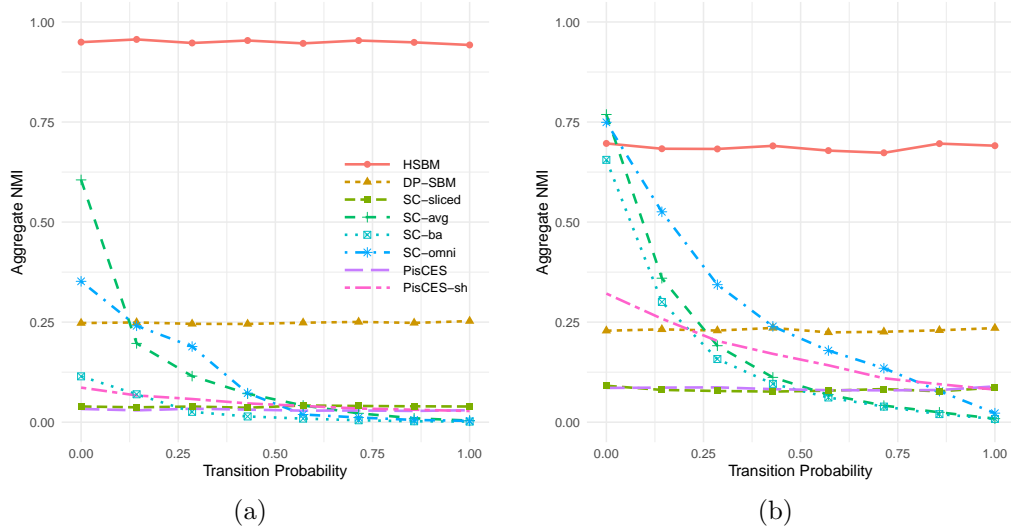 1.00
0.75
0.50
0.25
0.00
Aggregate NMI
HSBM
DP−SBM
SC−sliced
SC−avg
SC−ba
SC−omni
PisCES
PisCES−sh
0.00 0.25 0.50 0.75 1.00
Transition Probability
(a)
1.00
0.75
0.50
0.25
0.00
Aggregate NMI
0.00 0.25 0.50 0.75 1.00
Transition Probability
(b)